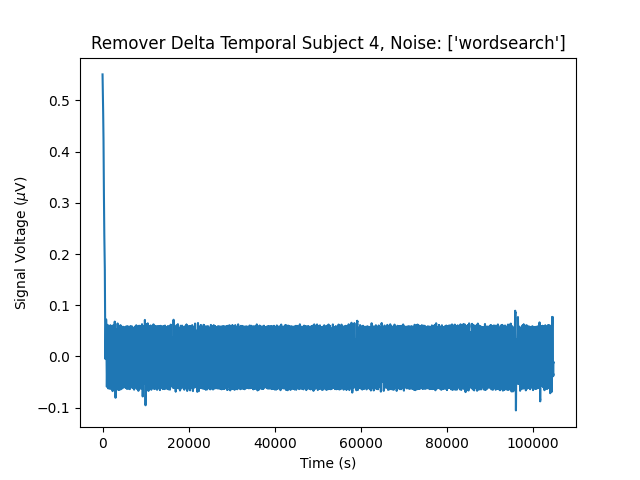 Remover Delta Temporal Subject 4, Noise: ['wordsearch']
Signal Voltage (μV)
0.5
0.4
0.3
0.2
0.1
0.0
−0.1
0 20000 40000 60000 80000 100000
Time (s)